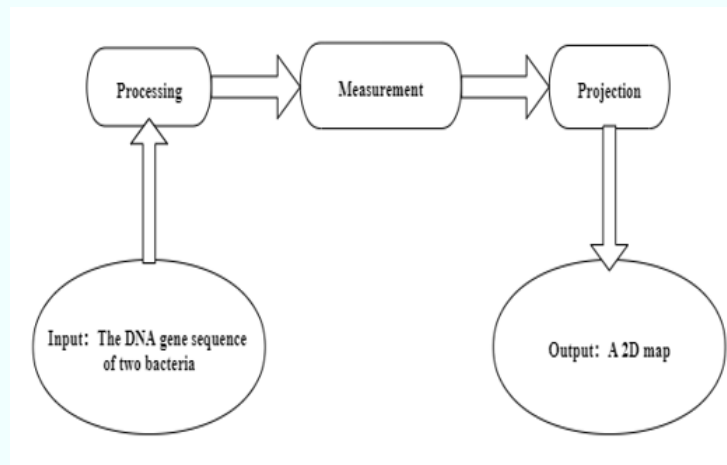 Processing
Measurement
Projection
Input: The DNA gene sequence
of two bacteria
Output: A 2D map